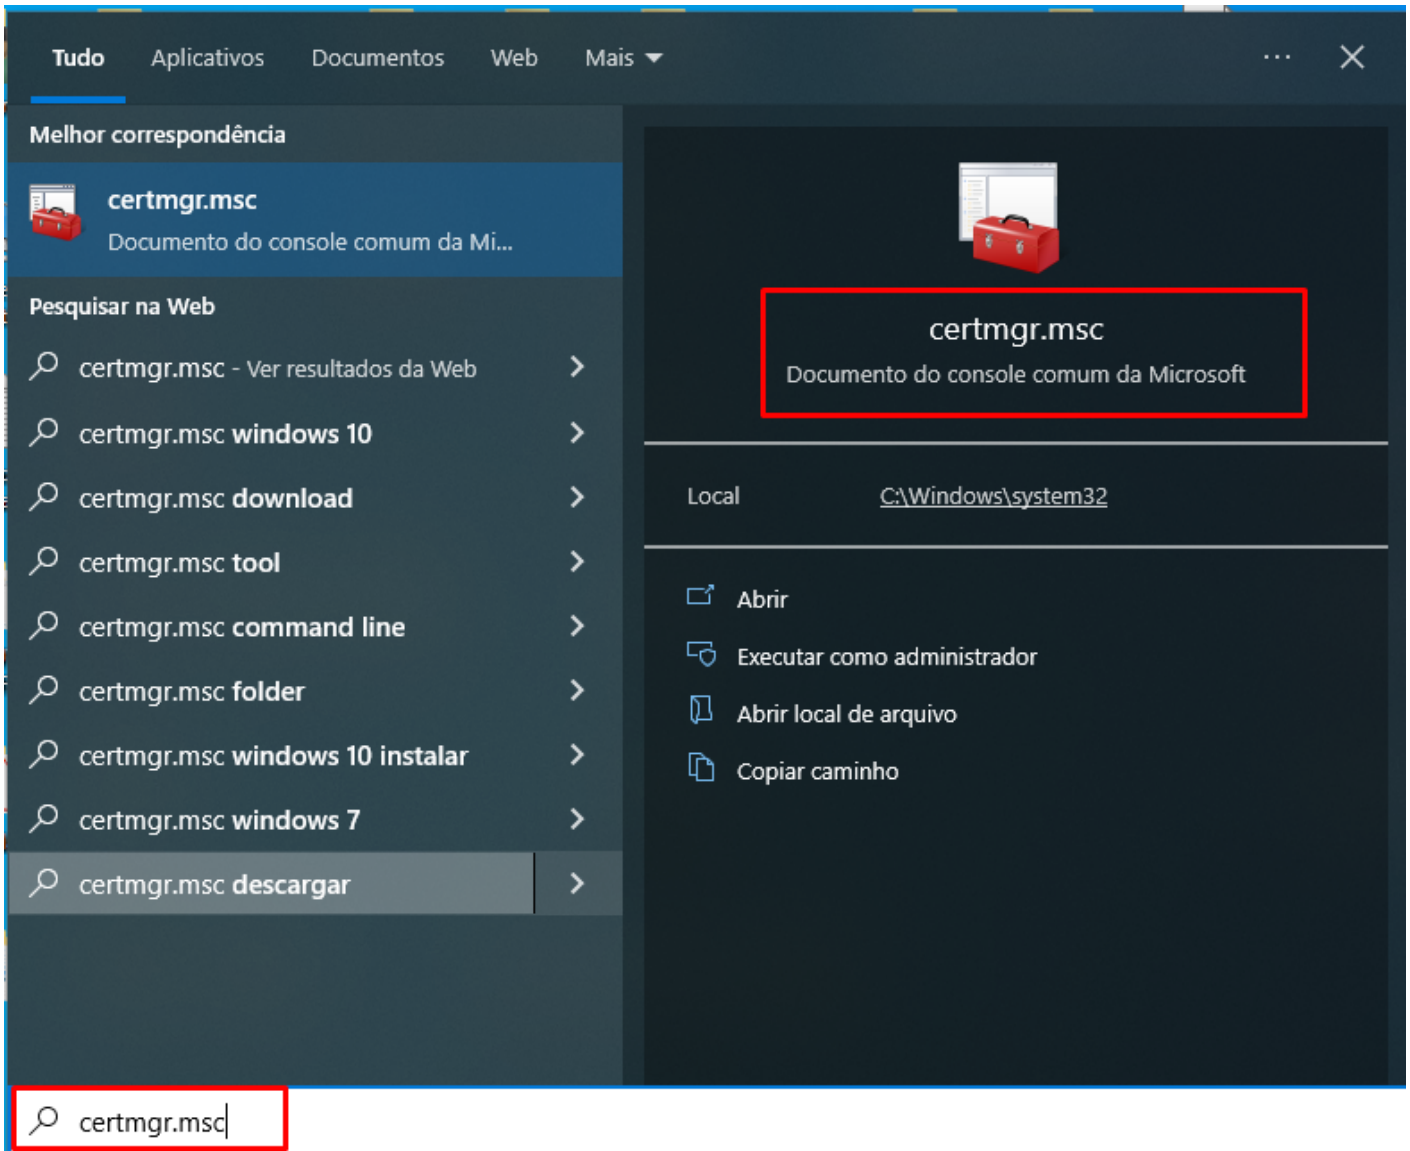 Tudo Aplicativos Documentos Web Mais ...
Melhor correspondência
certmgr.msc
Documento do console comum da Mi...
Pesquisar na Web
certmgr.msc - Ver resultados da Web
certmgr.msc windows 10
certmgr.msc download
certmgr.msc tool
certmgr.msc command line
certmgr.msc folder
certmgr.msc windows 10 instalar
certmgr.msc windows 7
certmgr.msc descargar
certmgr.msc
Documento do console comum da Microsoft
Local C:\Windows\system32
Abrir
Executar como administrador
Abrir local de arquivo
Copiar caminho
certmgr.msc